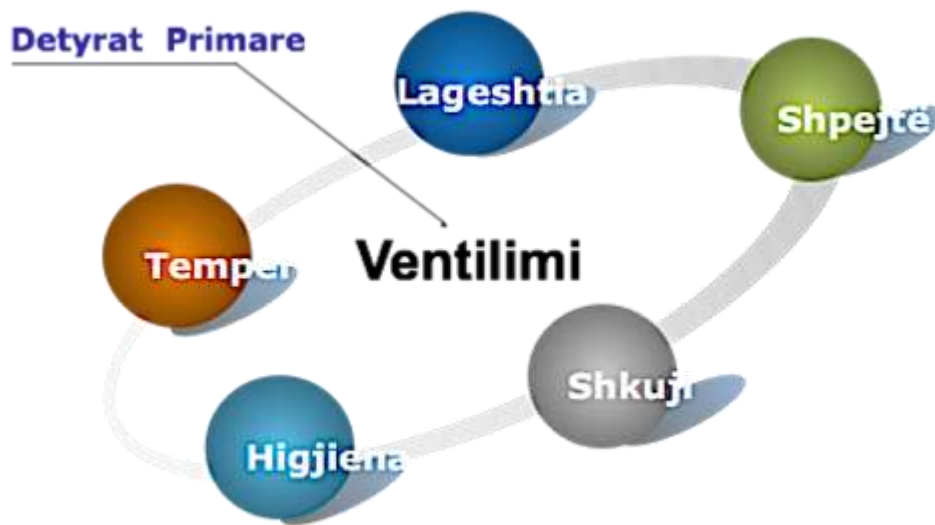 Detyrat Primare
Lageshtia
Shpejtë
Temper
Ventilimi
Shkuji
Higjiena